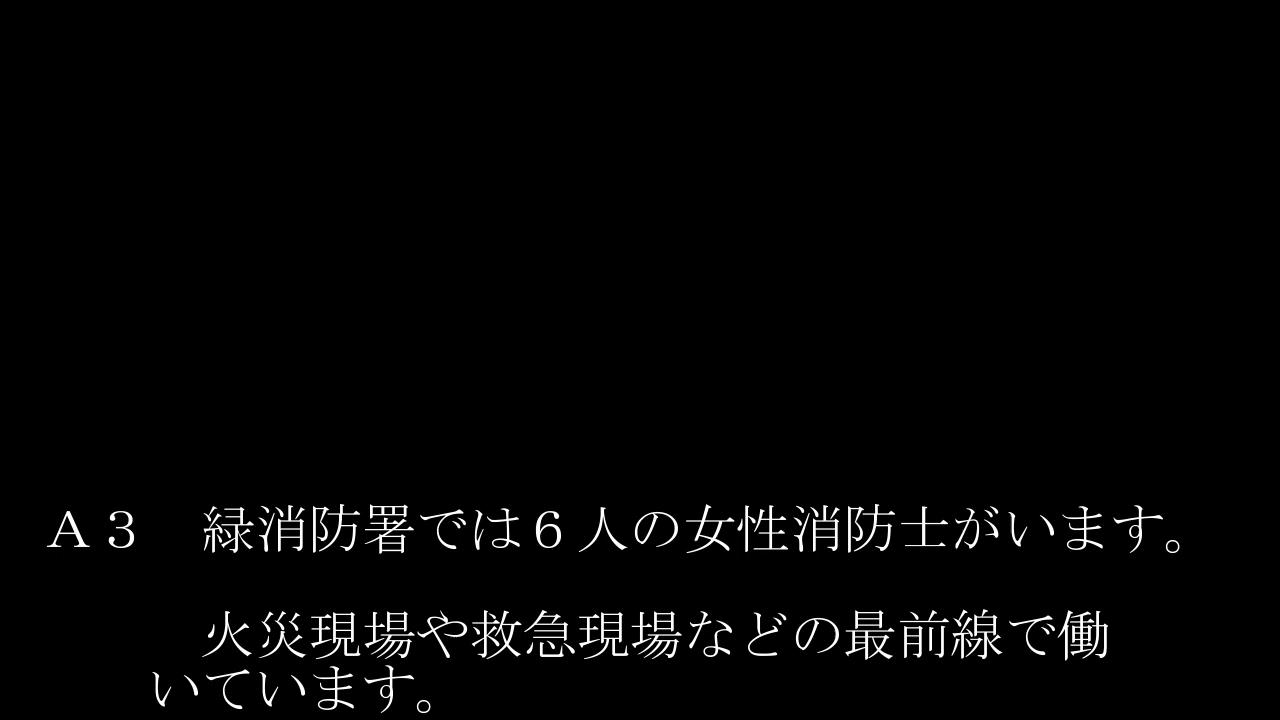 Ａ３　緑消防署では６人の女性消防士がいます。
火災現場や救急現場などの最前線で働
いています。